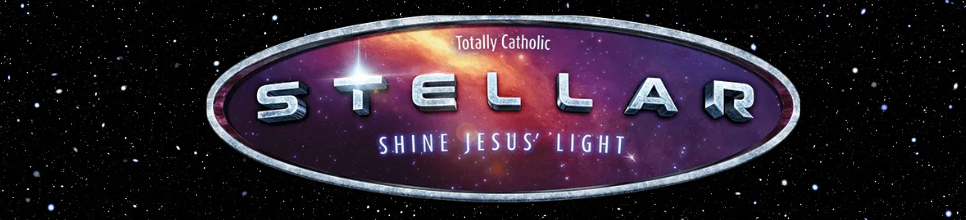 Totally Catholic
STELLAR
SHINE JESUS' LIGHT